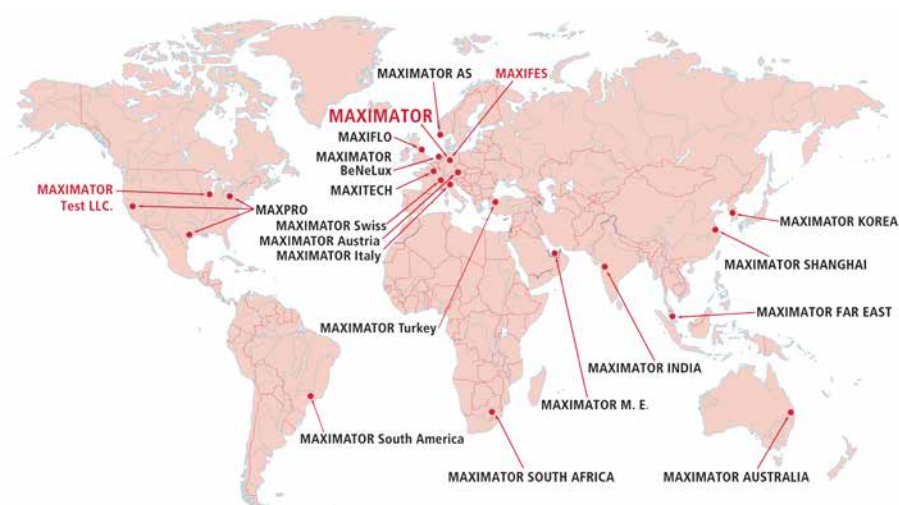 MAXIMATOR AS
MAXIFES
MAXIMATOR
MAXIFLO
MAXIMATOR
BeNeLux
MAXITECH
MAXIMATOR
Test LLC.
MAXPRO
MAXIMATOR Swiss
MAXIMATOR Austria
MAXIMATOR Italy
MAXIMATOR KOREA
MAXIMATOR SHANGHAI
MAXIMATOR FAR EAST
MAXIMATOR Turkey
MAXIMATOR INDIA
MAXIMATOR M. E.
MAXIMATOR South America
MAXIMATOR SOUTH AFRICA
MAXIMATOR AUSTRALIA